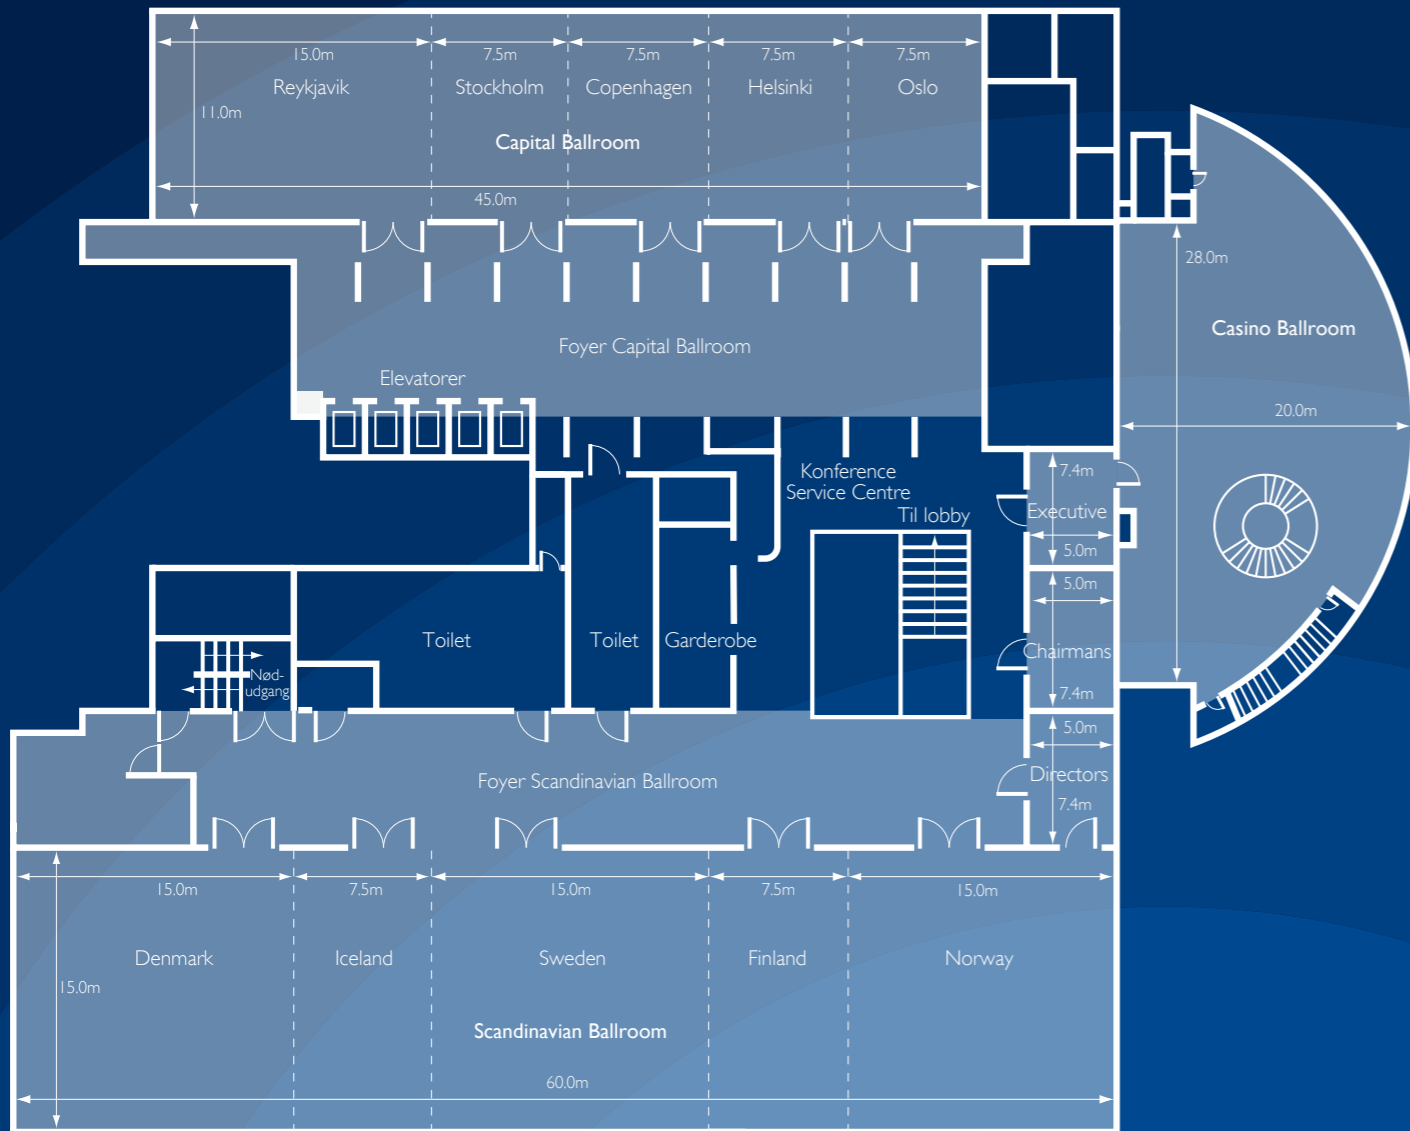 15.0m
7.5m
7.5m
7.5m
7.5m
Reykjavik
Stockholm
Copenhagen
Helsinki
Oslo
11.0m
Capital Ballroom
45.0m
28.0m
Casino Ballroom
Foyer Capital Ballroom
Elevatorer
20.0m
Konference
Service Centre
7.4m
Executive
Til lobby
5.0m
5.0m
Toilet
Toilet
Garderobe
Chairmans
Nød-
udgang
7.4m
5.0m
Foyer Scandinavian Ballroom
Directors
7.4m
15.0m
7.5m
15.0m
7.5m
15.0m
Denmark
Iceland
Sweden
Finland
Norway
15.0m
Scandinavian Ballroom
60.0m